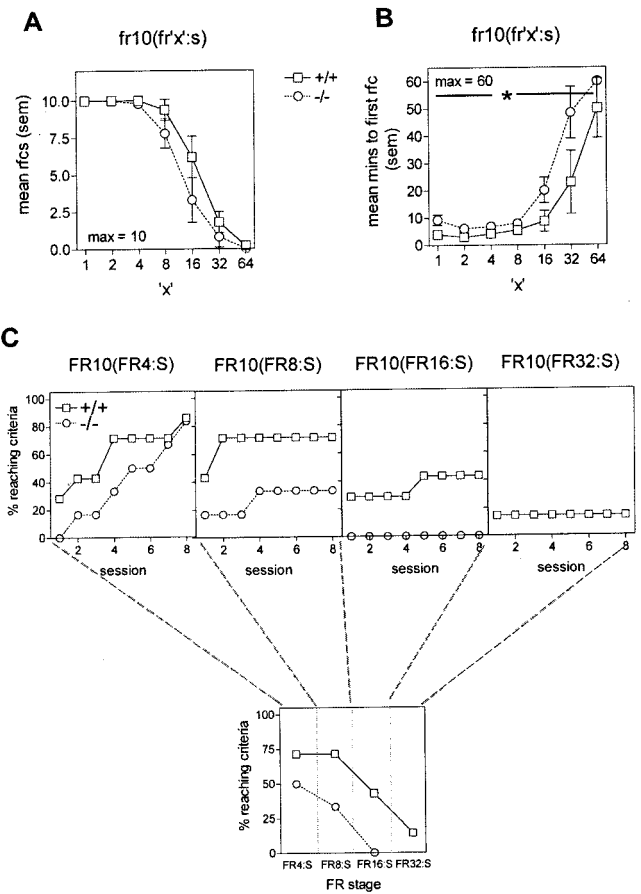 A
fr10(fr'x':s)
mean rfcs (sem)
10.0
7.5
5.0
2.5
0.0
max = 10
1 2 4 8 16 32 64
'x'
+/+
-/-
B
fr10(fr'x':s)
mean mins to first rfc
(sem)
60
50
40
30
20
10
0
max = 60
*
1 2 4 8 16 32 64
'x'
C
FR10(FR4:S) FR10(FR8:S) FR10(FR16:S) FR10(FR32:S)
% reaching criteria
100
80
60
40
20
0
+/+
-/-
2 4 6 8 2 4 6 8 2 4 6 8 2 4 6 8
session session session session
% reaching criteria
100
75
50
25
0
FR4:S FR8:S FR16:S FR32:S
FR stage